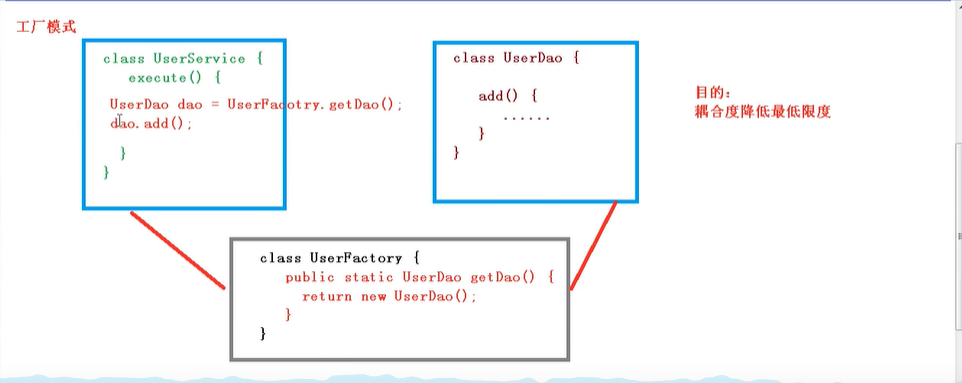 工厂模式
class UserService {
execute() {
UserDao dao = UserFacotry.getDao();
dao.add();
}
}
class UserDao {
add() {
......
}
}
目的：
耦合度降低最低限度
class UserFactory {
public static UserDao getDao() {
return new UserDao();
}
}